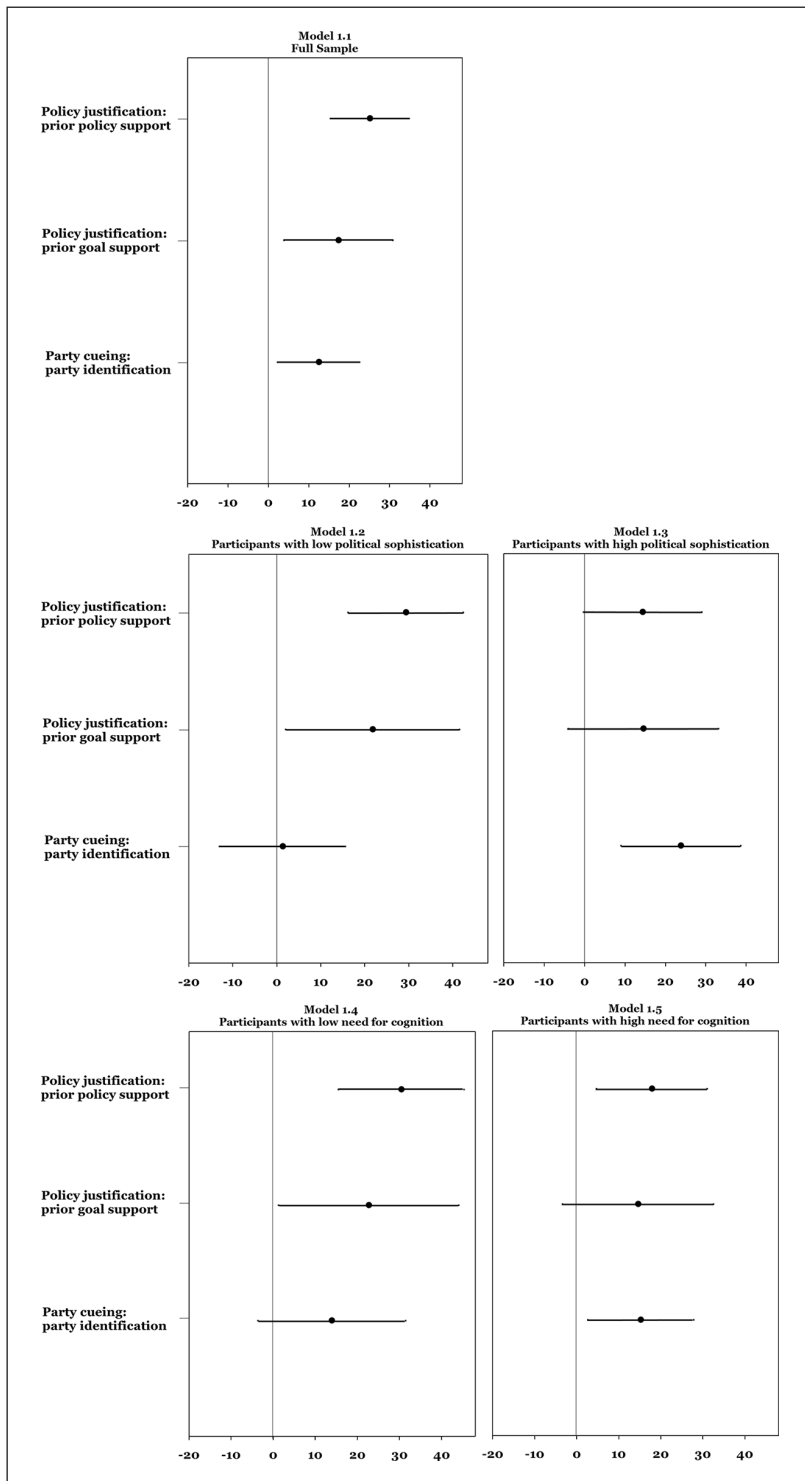 Model 1.1
Full Sample
Policy justification:
prior policy support
Policy justification:
prior goal support
Party cueing:
party identification
-20 -10 0 10 20 30 40
Model 1.2
Participants with low political sophistication
Model 1.3
Participants with high political sophistication
Policy justification:
prior policy support
Policy justification:
prior goal support
Party cueing:
party identification
-20 -10 0 10 20 30 40
-20 -10 0 10 20 30 40
Model 1.4
Participants with low need for cognition
Model 1.5
Participants with high need for cognition
Policy justification:
prior policy support
Policy justification:
prior goal support
Party cueing:
party identification
-20 -10 0 10 20 30 40
-20 -10 0 10 20 30 40